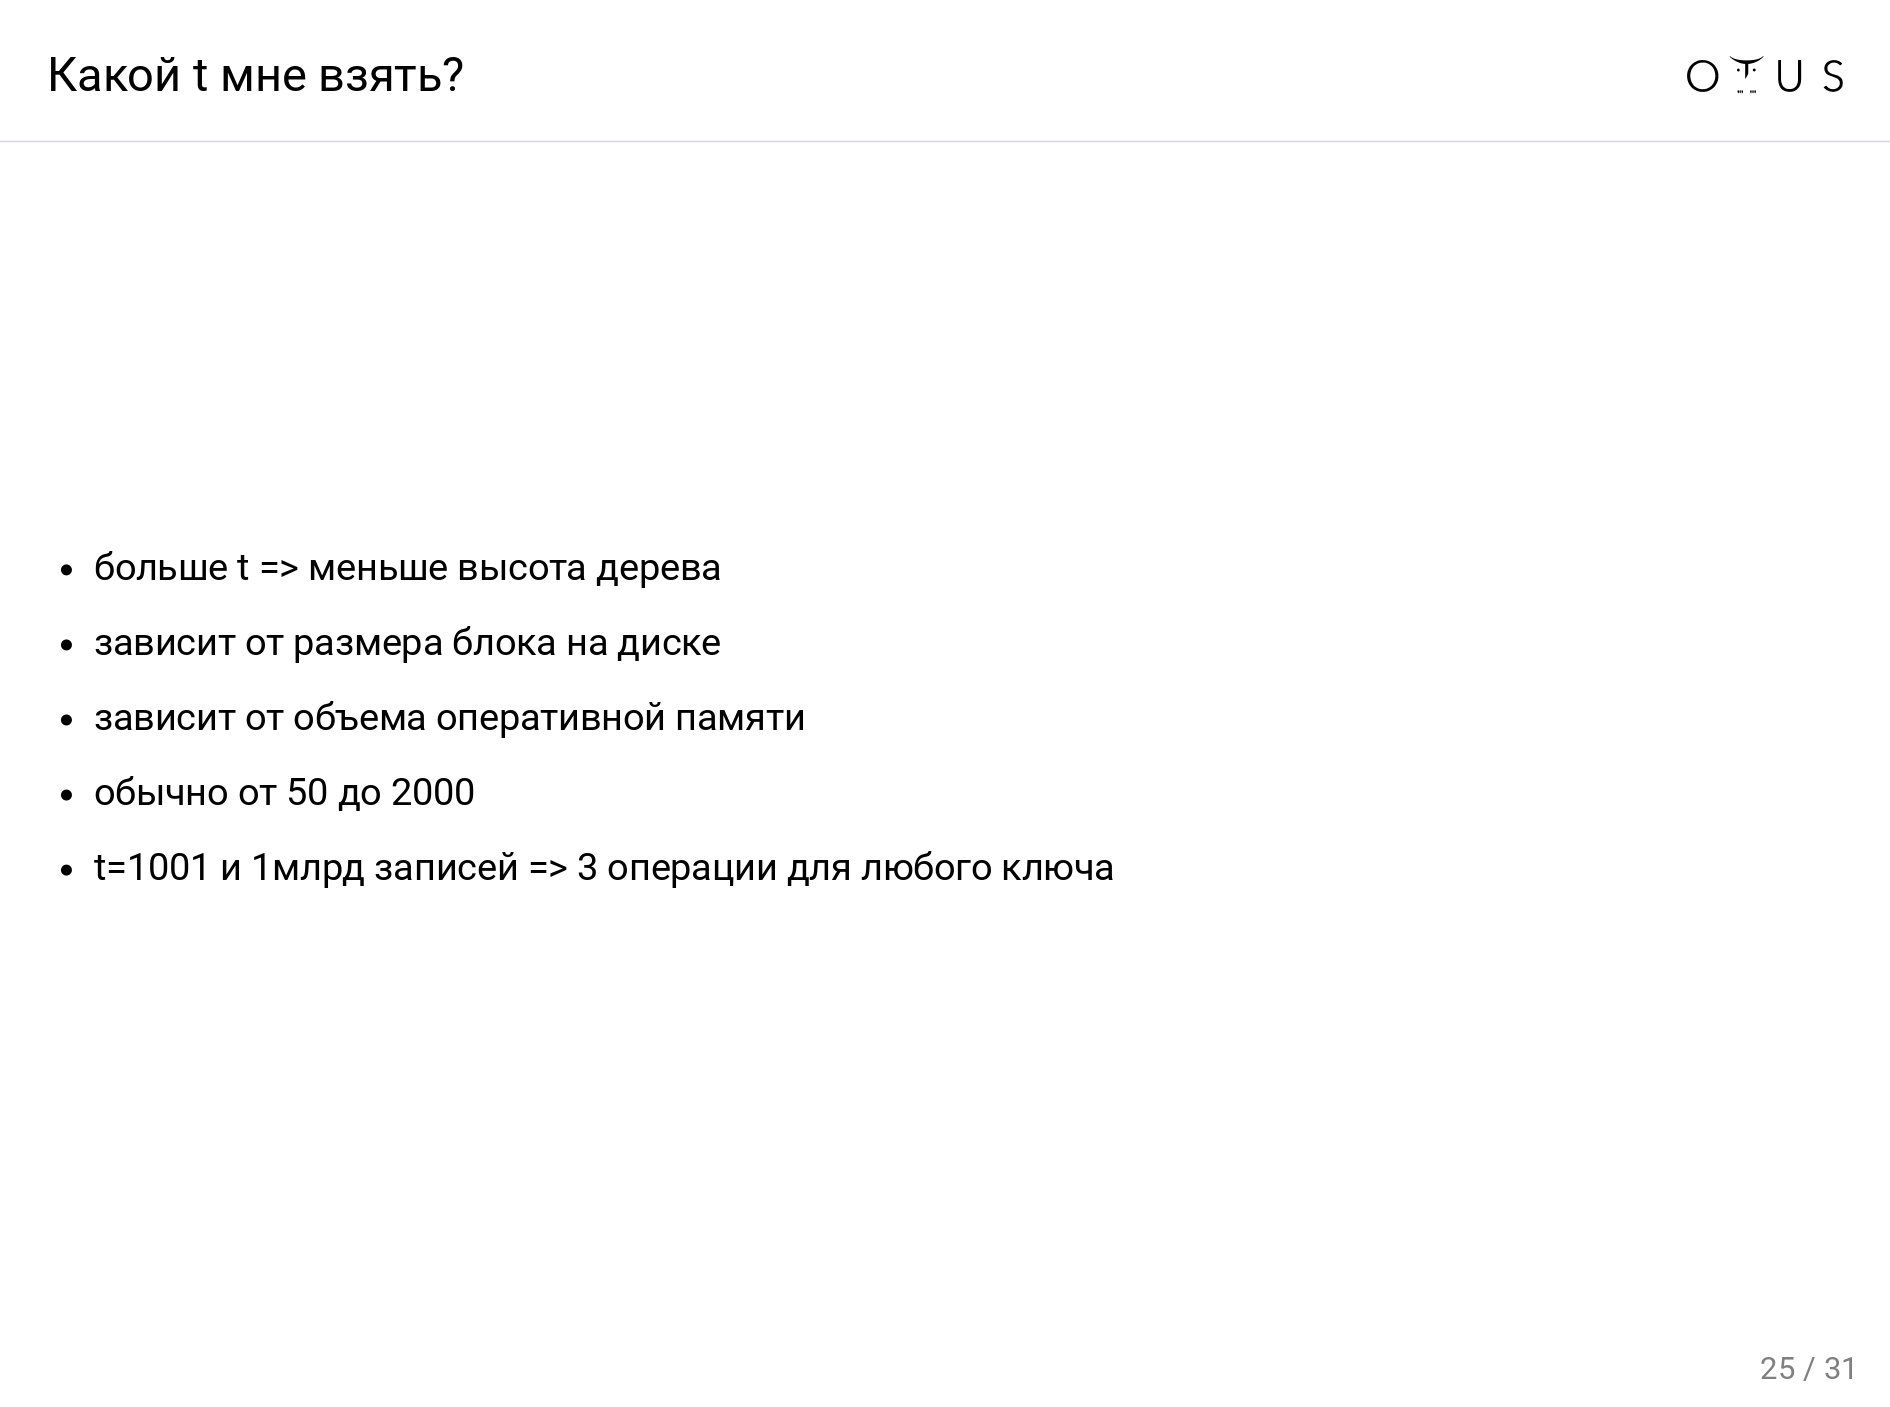 Какой t мне взять?
OTUS
• больше t => меньше высота дерева
• зависит от размера блока на диске
• зависит от объема оперативной памяти
• обычно от 50 до 2000
• t=1001 и 1млрд записей => 3 операции для любого ключа
25 / 31